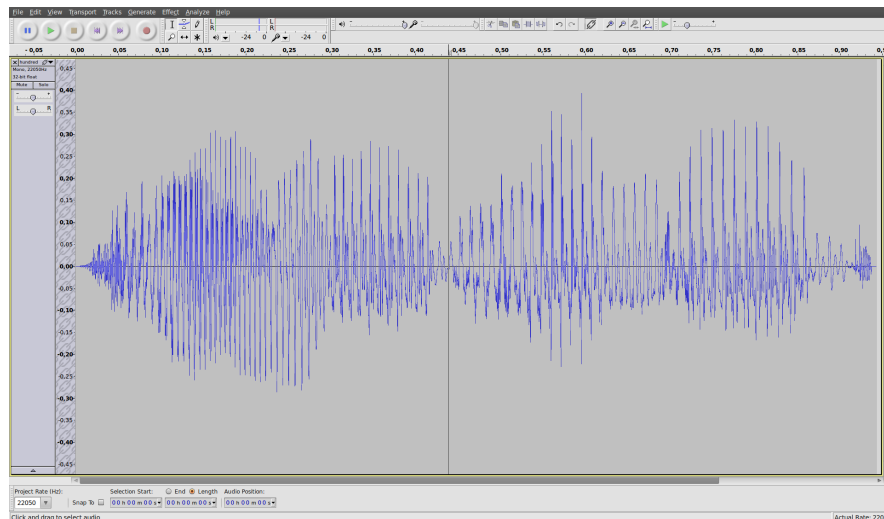 File Edit View Transport Tracks Generate Effect Analyze Help
L
R
L
R
-24 0 -24 0
- 0,05 0,00 0,05 0,10 0,15 0,20 0,25 0,30 0,35 0,40 0,45 0,50 0,55 0,60 0,65 0,70 0,75 0,80 0,85 0,90 0,9
hundred
Mono, 22050Hz
32-bit float
Mute Solo
- +
L R
0,45
0,40
0,35
0,30
0,25
0,20
0,15
0,10
0,05
0,00
-0,05
-0,10
-0,15
-0,20
-0,25
-0,30
-0,35
-0,40
-0,45
Project Rate (Hz): Selection Start: End Length Audio Position:
22050 Snap To 00 h 00 m 00 s 00 h 00 m 00 s 00 h 00 m 00 s
Click and drag to select audio Actual Rate: 220